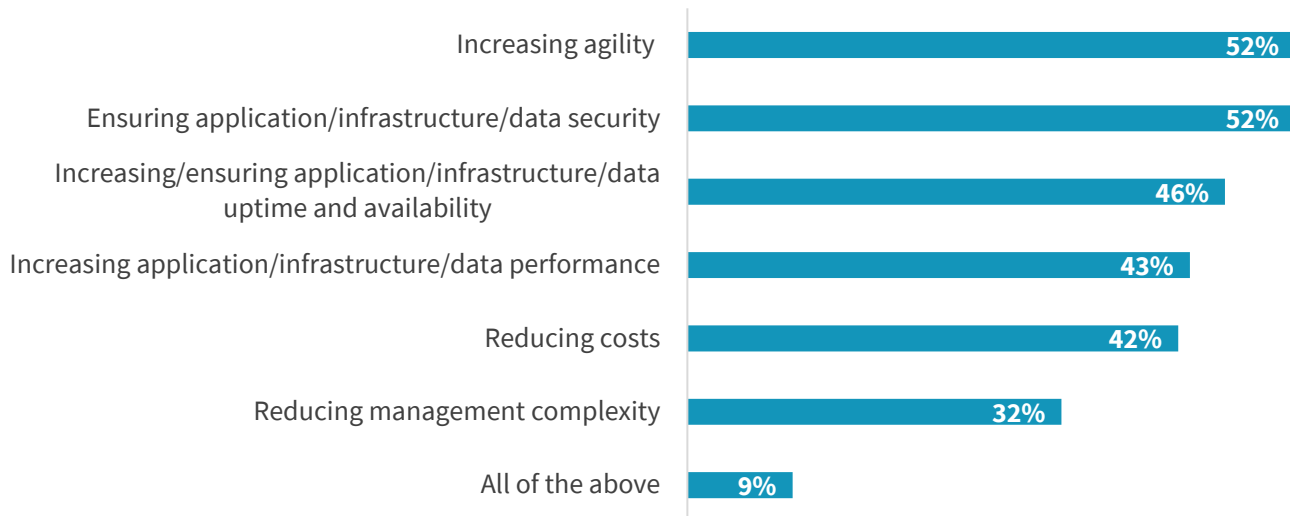 Increasing agility
52%
Ensuring application/infrastructure/data security
52%
Increasing/ensuring application/infrastructure/data
uptime and availability
46%
Increasing application/infrastructure/data performance
43%
Reducing costs
42%
Reducing management complexity
32%
All of the above
9%